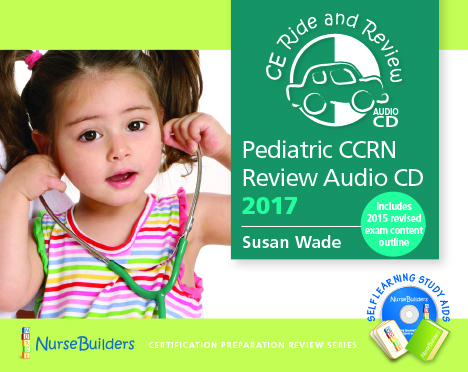 CE Ride and Review
AUDIO
CD
Pediatric CCRN
Review Audio CD
2017
Includes
2015 revised
exam content
outline
Susan Wade
SELF LEARNING STUDY AIDS
NurseBuilders
NurseBuilders
CERTIFICATION PREPARATION REVIEW SERIES